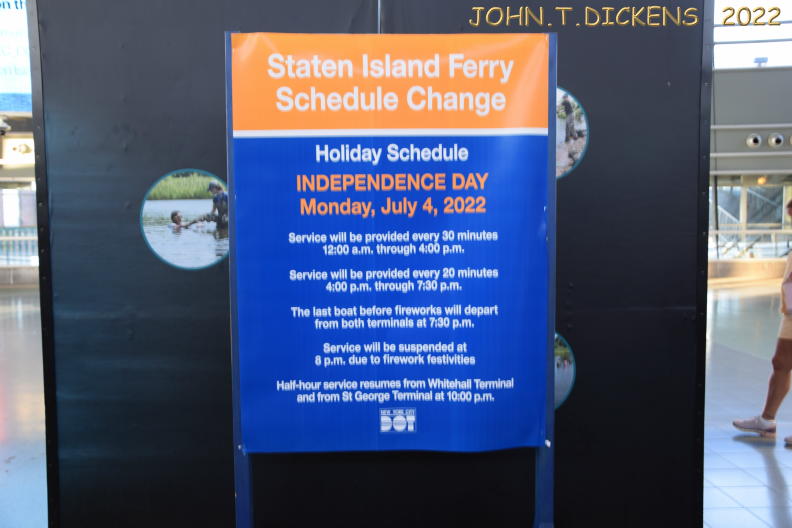 JOHN.T.DICKENS 2022
Staten Island Ferry
Schedule Change
Holiday Schedule
INDEPENDENCE DAY
Monday, July 4, 2022
Service will be provided every 30 minutes
12:00 a.m. through 4:00 p.m.
Service will be provided every 20 minutes
4:00 p.m. through 7:30 p.m.
The last boat before fireworks will depart
from both terminals at 7:30 p.m.
Service will be suspended at
8 p.m. due to firework festivities
Half-hour service resumes from Whitehall Terminal
and from St George Terminal at 10:00 p.m.
NEW YORK CITY
DOT